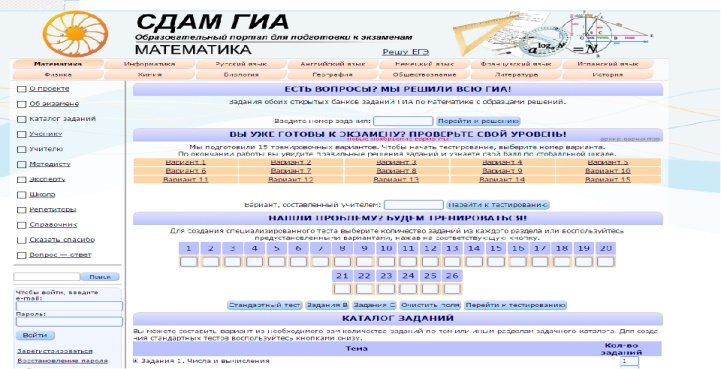 СДАМ ГИА
Образовательный портал для подготовки к экзаменам
МАТЕМАТИКА
Решу ЕГЭ
Математика Информатика Русский язык Английский язык Немецкий язык Французский язык Испанский язык
Физика Химия Биология География Обществознание Литература История
О проекте
Об экзамене
Каталог заданий
Ученику
Учителю
Методисту
Эксперту
Школа
Репетиторы
Справочник
Сказать спасибо
Вопрос — ответ
Поиск
Чтобы войти, введите
e-mail:
Пароль:
Войти
Зарегистрироваться
Восстановление пароля
ЕСТЬ ВОПРОСЫ? МЫ РЕШИЛИ ВСЮ ГИА!
Задания обоих открытых банков заданий ГИА по математике с образцами решений.
Введите номер задания: Перейти к решению
ВЫ УЖЕ ГОТОВЫ К ЭКЗАМЕНУ? ПРОВЕРЬТЕ СВОЙ УРОВЕНЬ!
Мы подготовили 15 тренировочных вариантов. Чтобы начать тестирование, выберите номер варианта.
По окончании работы вы увидите правильные решения заданий и узнаете свой балл по стобалльной шкале.
Вариант 1 Вариант 2 Вариант 3 Вариант 4 Вариант 5
Вариант 6 Вариант 7 Вариант 8 Вариант 9 Вариант 10
Вариант 11 Вариант 12 Вариант 13 Вариант 14 Вариант 15
Вариант, составленный учителем: Перейти к тестированию
НАШЛИ ПРОБЛЕМУ? БУДЕМ ТРЕНИРОВАТЬСЯ!
Для создания специализированного теста выберите количество заданий из каждого раздела или воспользуйтесь
предустановленными вариантами, нажав на соответствующую кнопку.
1 2 3 4 5 6 7 8 9 10 11 12 13 14 15 16 17 18 19 20
21 22 23 24 25 26
Стандартный тест Задания В Задания С Очистить поля Перейти к тестированию
КАТАЛОГ ЗАДАНИЙ
Вы можете составить вариант из необходимого вам количества заданий по тем или иным разделам задачного каталога. Для созда
ния стандартных тестов воспользуйтесь кнопками снизу.
Тема Кол-во
заданий
Задания 1. Числа и вычисления 1